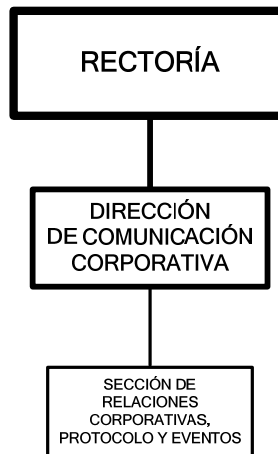 RECTORÍA
DIRECCIÓN
DE COMUNICACIÓN
CORPORATIVA
SECCIÓN DE
RELACIONES
CORPORATIVAS,
PROTOCOLO Y EVENTOS